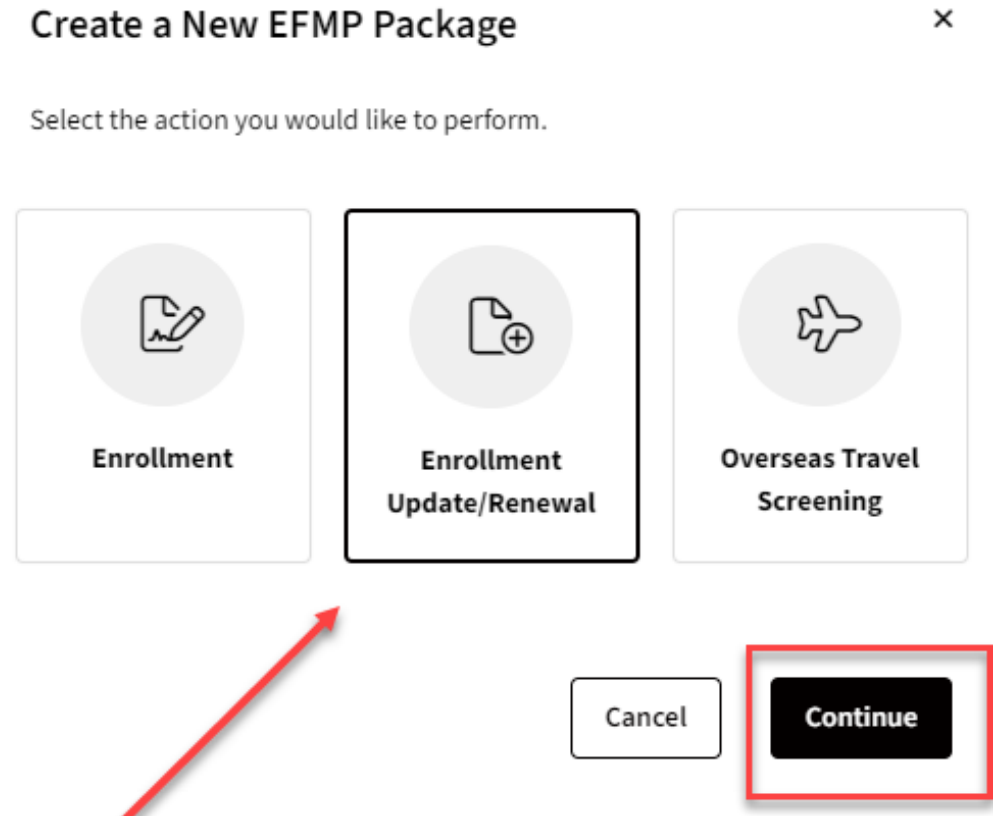 Create a New EFMP Package
Select the action you would like to perform.
Enrollment
Enrollment
Update/Renewal
Overseas Travel
Screening
Cancel
Continue